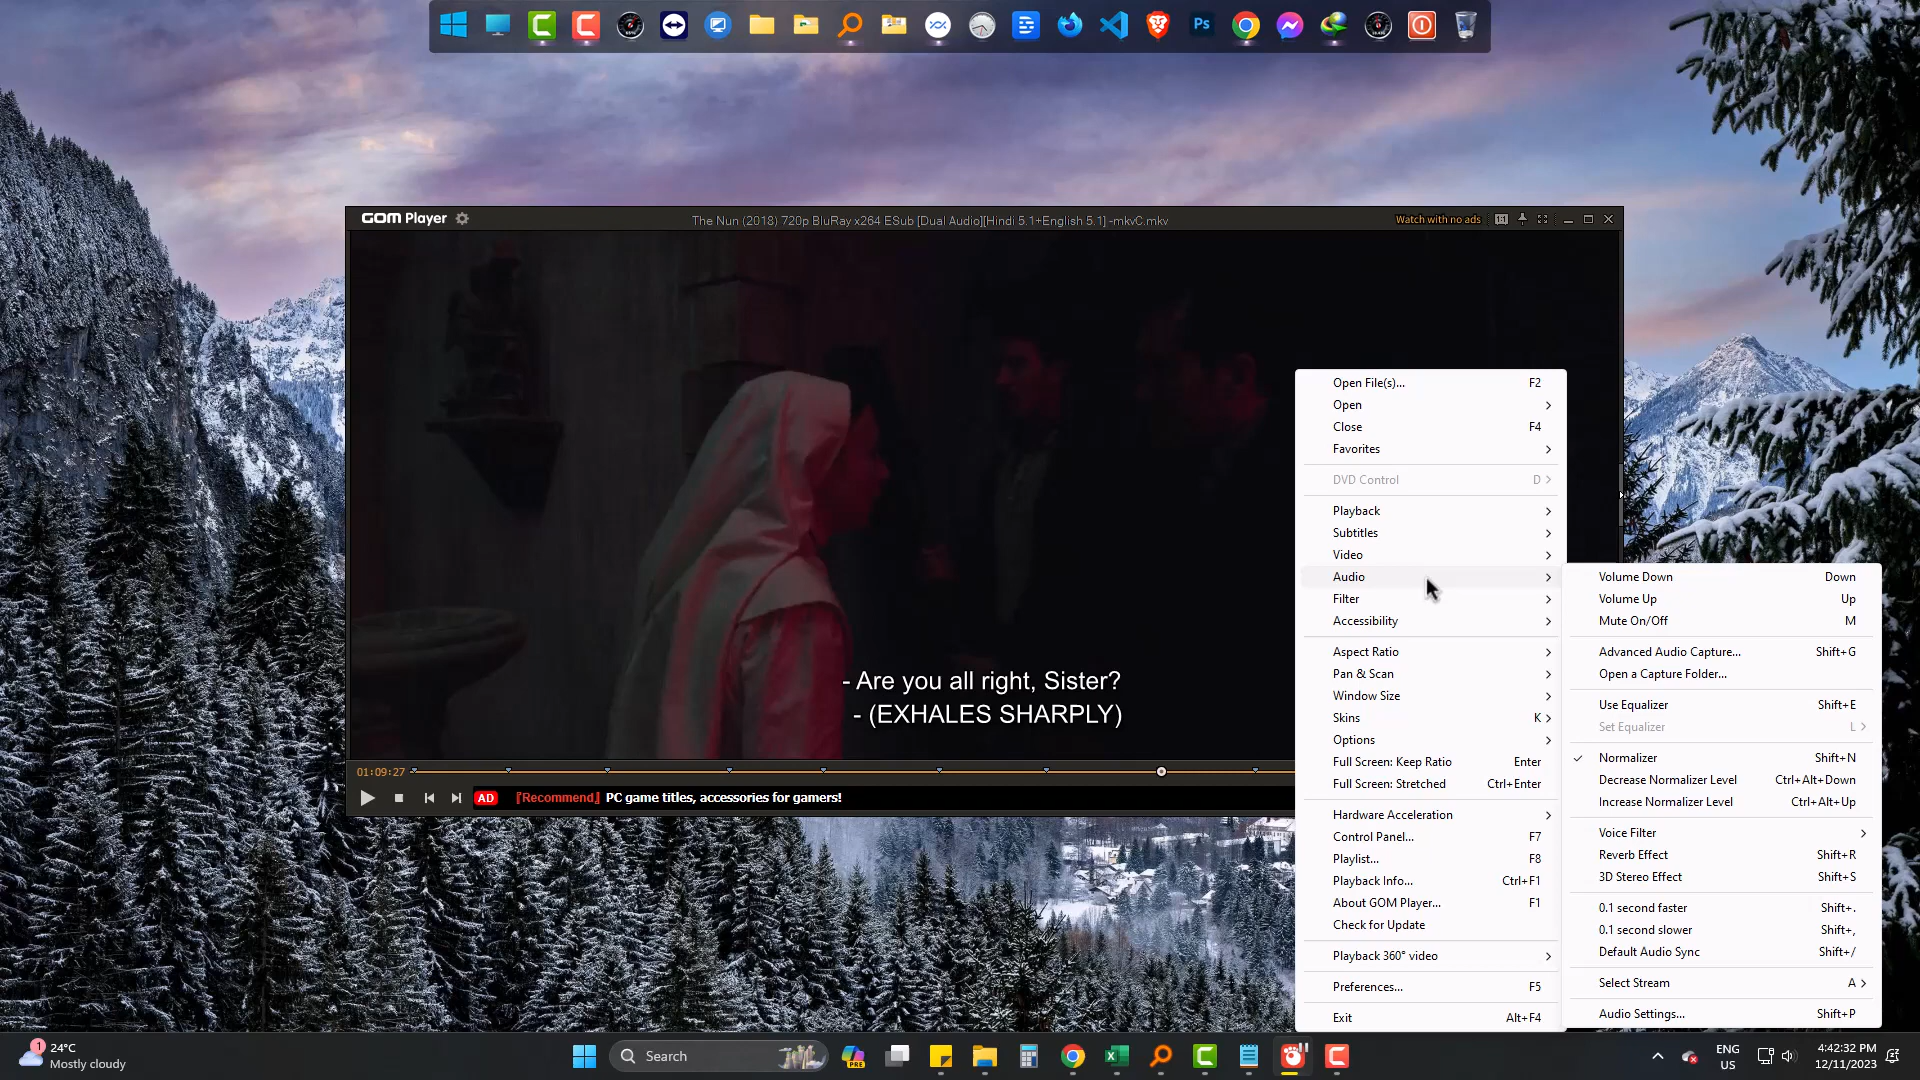 Ps
GOM Player
The Nun (2018) 720p BluRay x264 ESub [Dual Audio][Hindi 5.1+English 5.1] -mkvC.mkv
Watch with no ads
- Are you all right, Sister?
- (EXHALES SHARPLY)
01:09:27
AD 『Recommend』 PC game titles, accessories for gamers!
Open File(s)... F2
Open
Close F4
Favorites
DVD Control D
Playback
Subtitles
Video
Audio
Filter
Accessibility
Aspect Ratio
Pan & Scan
Window Size
Skins K
Options
Full Screen: Keep Ratio Enter
Full Screen: Stretched Ctrl+Enter
Hardware Acceleration
Control Panel... F7
Playlist... F8
Playback Info... Ctrl+F1
About GOM Player... F1
Check for Update
Playback 360° video
Preferences... F5
Exit Alt+F4
Volume Down Down
Volume Up Up
Mute On/Off M
Advanced Audio Capture... Shift+G
Open a Capture Folder...
Use Equalizer Shift+E
Set Equalizer L
Normalizer Shift+N
Decrease Normalizer Level Ctrl+Alt+Down
Increase Normalizer Level Ctrl+Alt+Up
Voice Filter
Reverb Effect Shift+R
3D Stereo Effect Shift+S
0.1 second faster Shift+.
0.1 second slower Shift+,
Default Audio Sync Shift+/
Select Stream A
Audio Settings... Shift+P
1
24°C
Mostly cloudy
Search
PRE
ENG
US
4:42:32 PM
12/11/2023